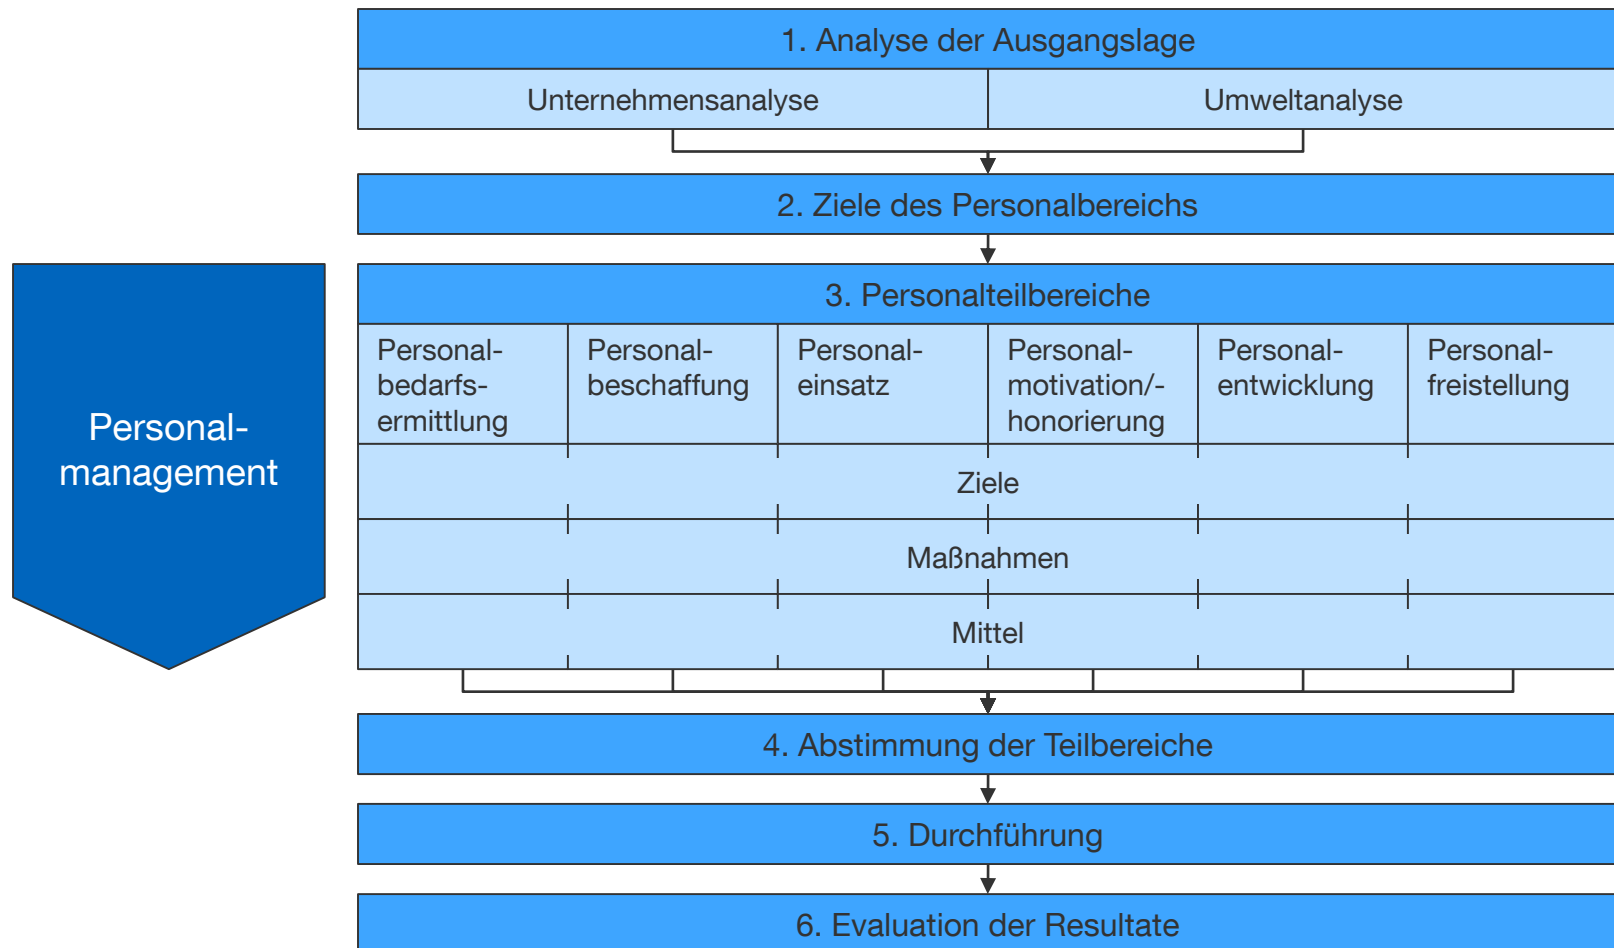 1. Analyse der Ausgangslage
Unternehmensanalyse
Umweltanalyse
2. Ziele des Personalbereichs
Personal-
management
3. Personalteilbereiche
Personal-
bedarfs-
ermittlung
Personal-
beschaffung
Personal-
einsatz
Personal-
motivation/-
honorierung
Personal-
entwicklung
Personal-
freistellung
Ziele
Maßnahmen
Mittel
4. Abstimmung der Teilbereiche
5. Durchführung
6. Evaluation der Resultate